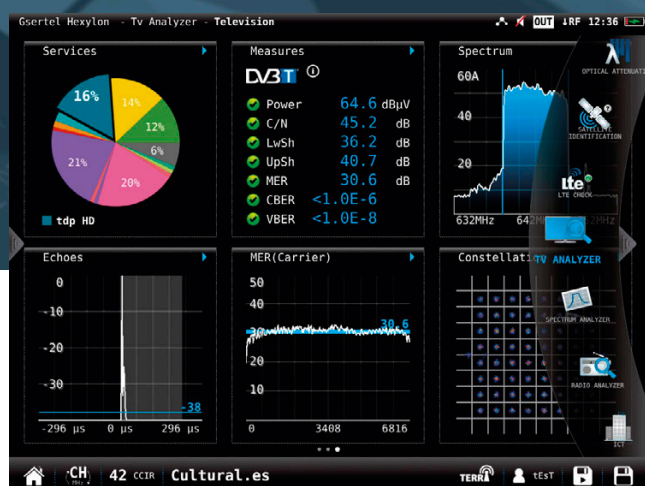 Gsertel Hexylon - Tv Analyzer - Television
OUT ↓RF 12:36
Services
16%
14%
12%
6%
20%
21%
tdp HD
Measures
DVB T
Power 64.6 dBµV
C/N 45.2 dB
LwSh 36.2 dB
UpSh 40.7 dB
MER 30.6 dB
CBER <1.0E-6
VBER <1.0E-8
Spectrum
60A
40
20
632MHz 642M 2MHz
Echoes
0
-10
-20
-30
-38
-296 µs 0 µs 296 µs
MER(Carrier)
50
40
30
20
10
30.6
0 3408 6816
Constellati
λ
OPTICAL ATTENUATI
SATELLITE
IDENTIFICATION
Lte
LTE CHECK
TV ANALYZER
SPECTRUM ANALYZER
RADIO ANALYZER
ICT
CH
MHz
42 CCIR Cultural.es
TERR
tEsT